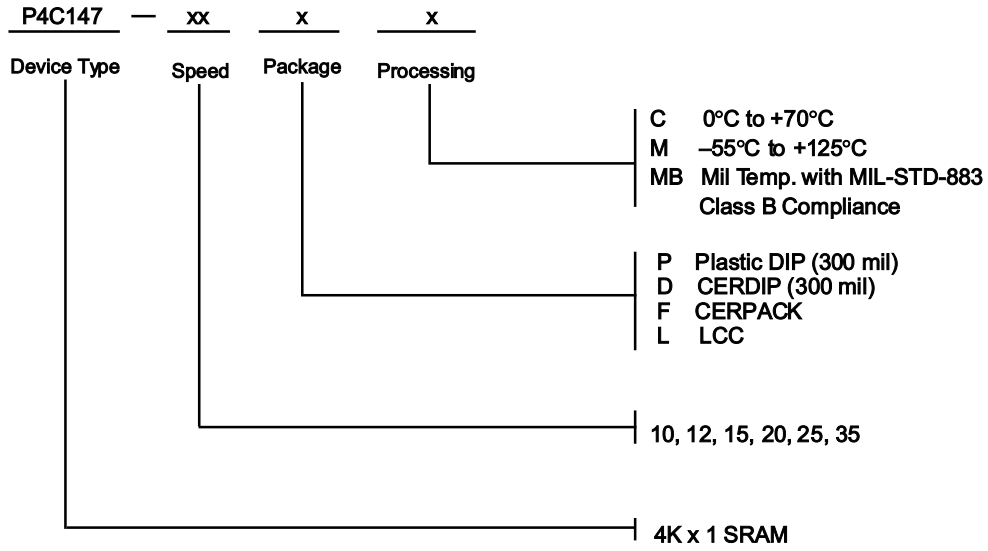 P4C147 — xx x x
Device Type Speed Package Processing
C 0°C to +70°C
M –55°C to +125°C
MB Mil Temp. with MIL-STD-883
Class B Compliance
P Plastic DIP (300 mil)
D CERDIP (300 mil)
F CERPACK
L LCC
10, 12, 15, 20, 25, 35
4K x 1 SRAM